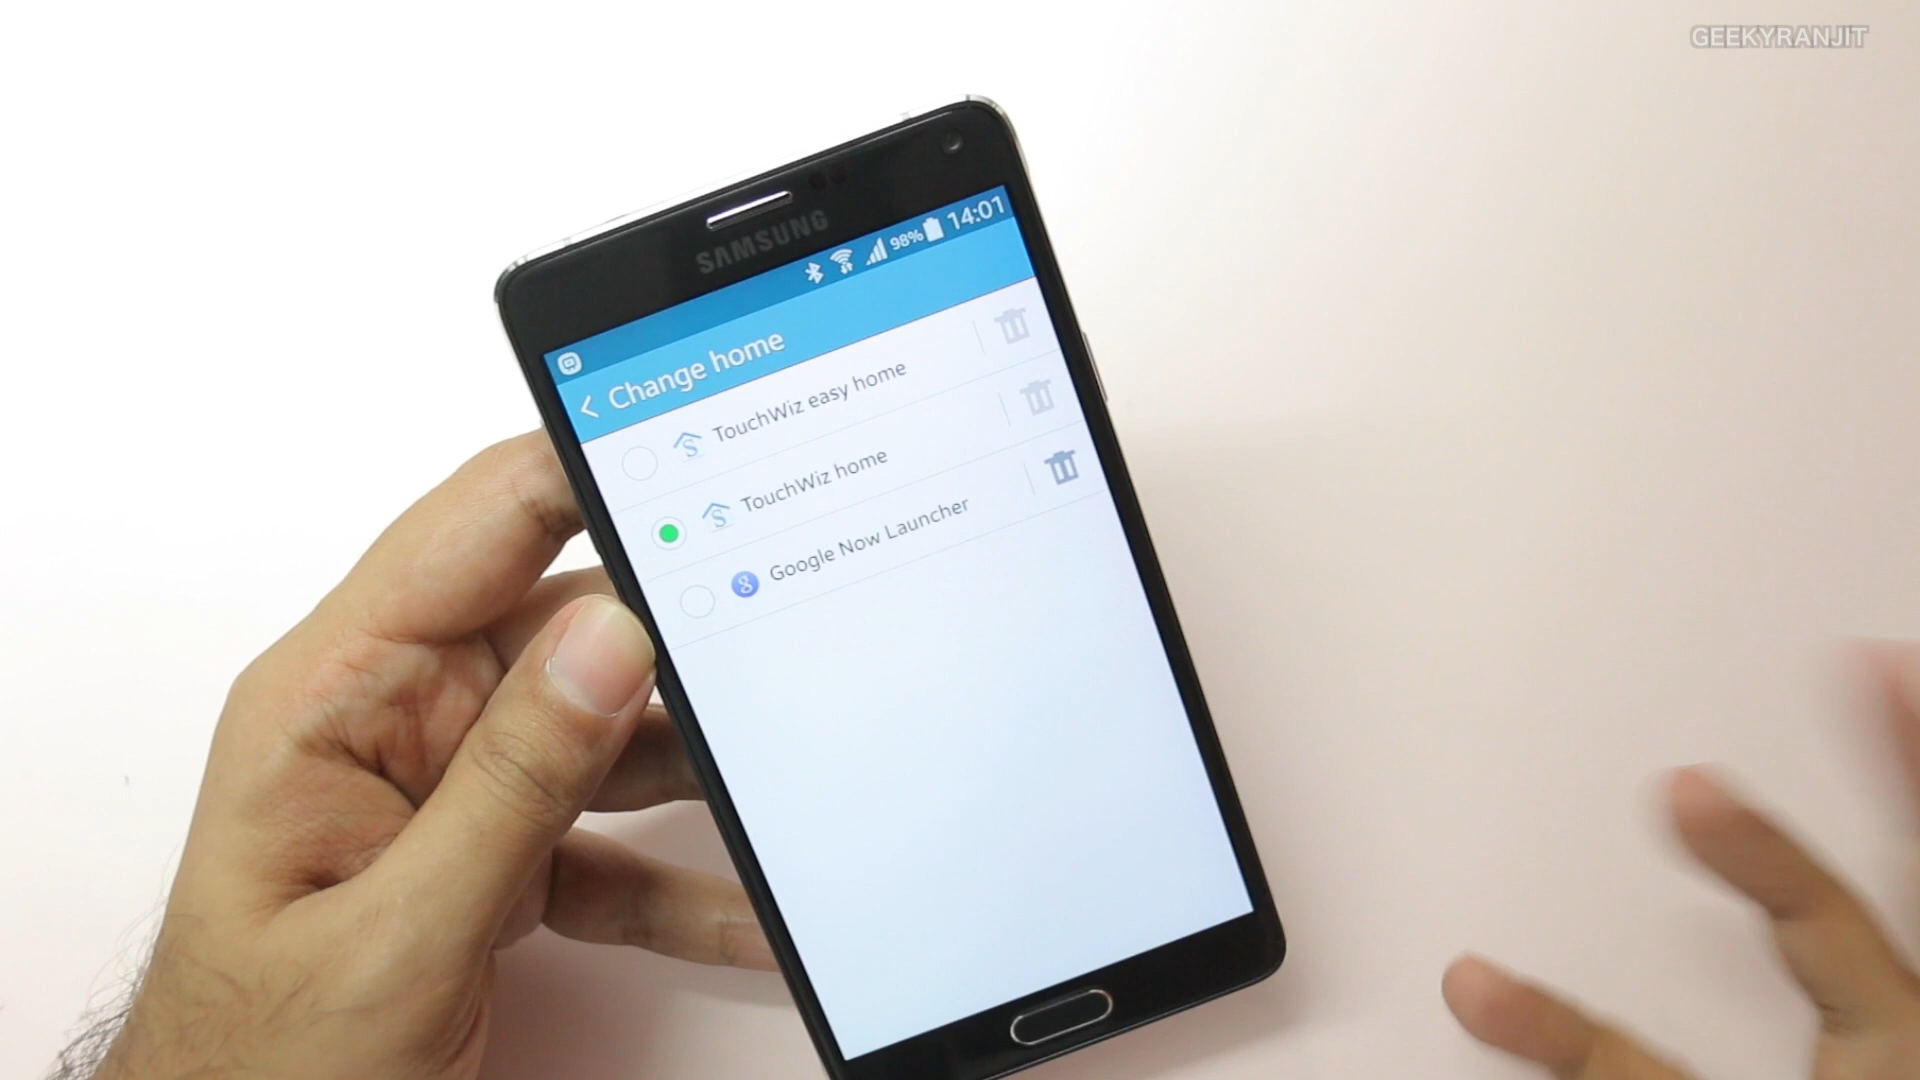 GEEKYRANJIT
SAMSUNG
98% 14:01
Change home
TouchWiz easy home
TouchWiz home
Google Now Launcher